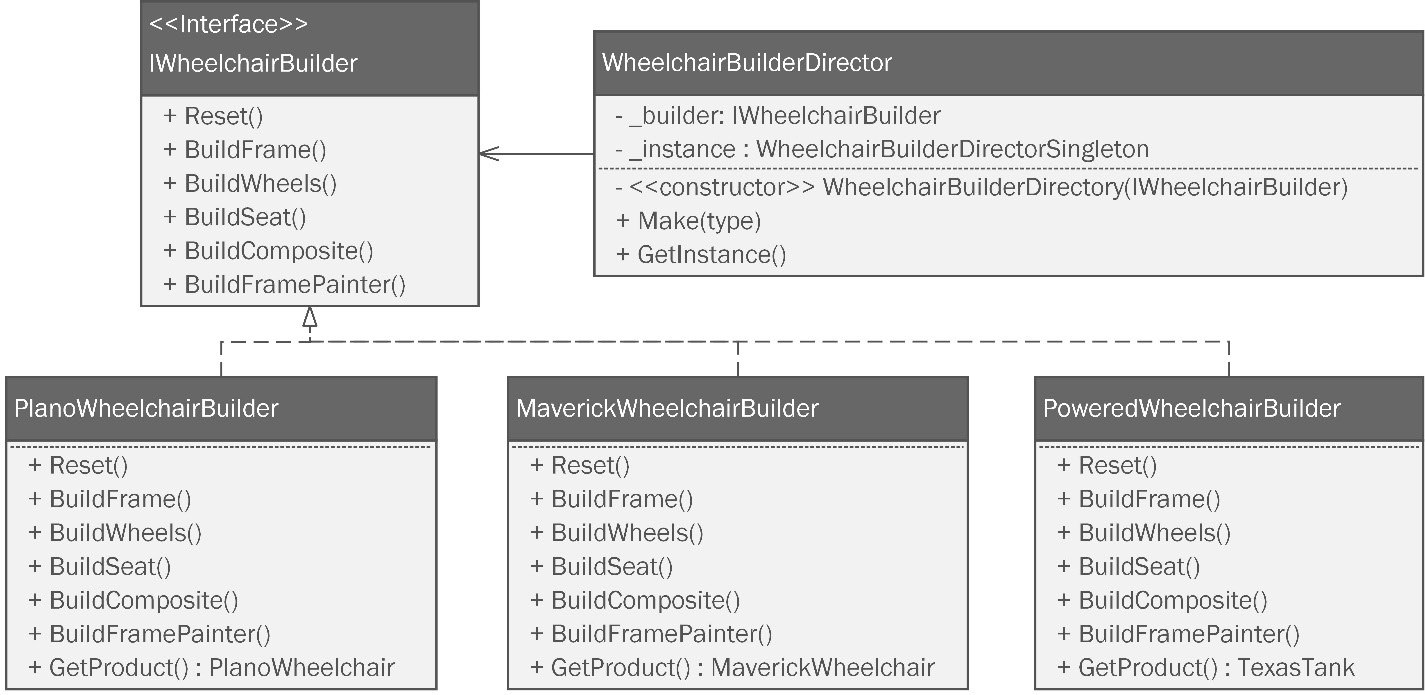 <<Interface>>
IWheelchairBuilder
+ Reset()
+ BuildFrame()
+ BuildWheels()
+ BuildSeat()
+ BuildComposite()
+ BuildFramePainter()
WheelchairBuilderDirector
- _builder: IWheelchairBuilder
- _instance : WheelchairBuilderDirectorSingleton
- <<constructor>> WheelchairBuilderDirectory(IWheelchairBuilder)
+ Make(type)
+ GetInstance()
PlanoWheelchairBuilder
+ Reset()
+ BuildFrame()
+ BuildWheels()
+ BuildSeat()
+ BuildComposite()
+ BuildFramePainter()
+ GetProduct() : PlanoWheelchair
MaverickWheelchairBuilder
+ Reset()
+ BuildFrame()
+ BuildWheels()
+ BuildSeat()
+ BuildComposite()
+ BuildFramePainter()
+ GetProduct() : MaverickWheelchair
PoweredWheelchairBuilder
+ Reset()
+ BuildFrame()
+ BuildWheels()
+ BuildSeat()
+ BuildComposite()
+ BuildFramePainter()
+ GetProduct() : TexasTank